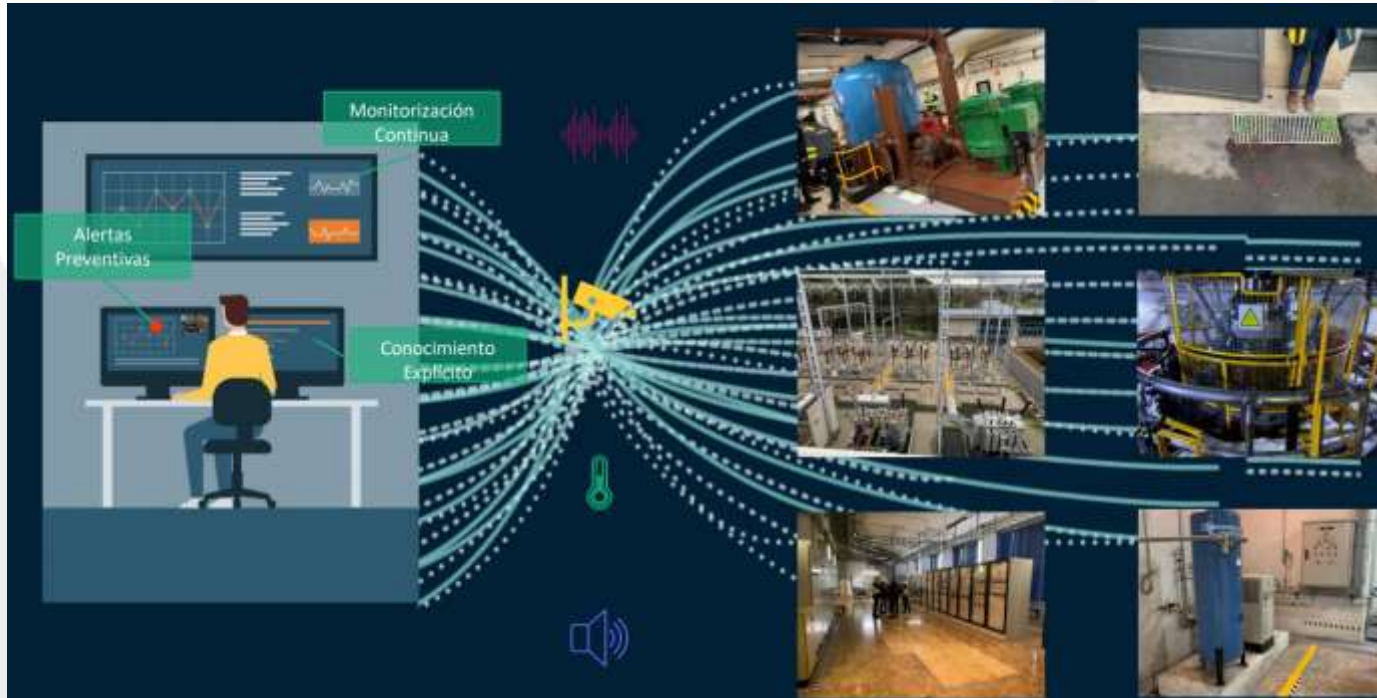 Monitorización
Continua
Alertas
Preventivas
Conocimiento
Explícito